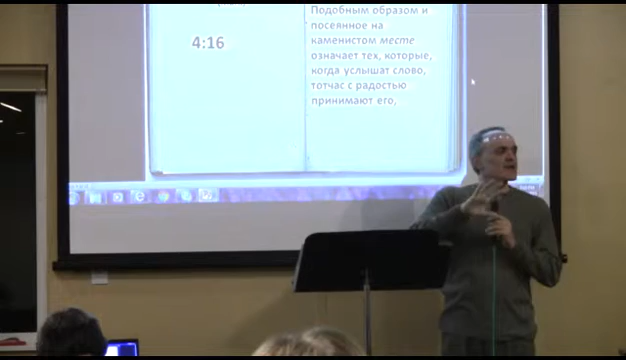 4:16
Подобным образом и
посеянное на
каменистом месте
означает тех, которые,
когда услышат слово,
тотчас с радостью
принимают его,